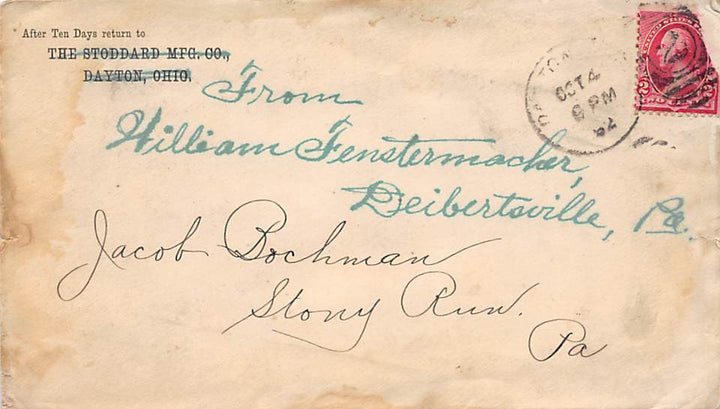 After Ten Days return to
THE STODDARD MFG. CO.,
DAYTON, OHIO.
OCT 4
6 PM
92
From
William Fenstermacher,
Deibertsville, Pa.
Jacob Bochman
Stony Run.
Pa